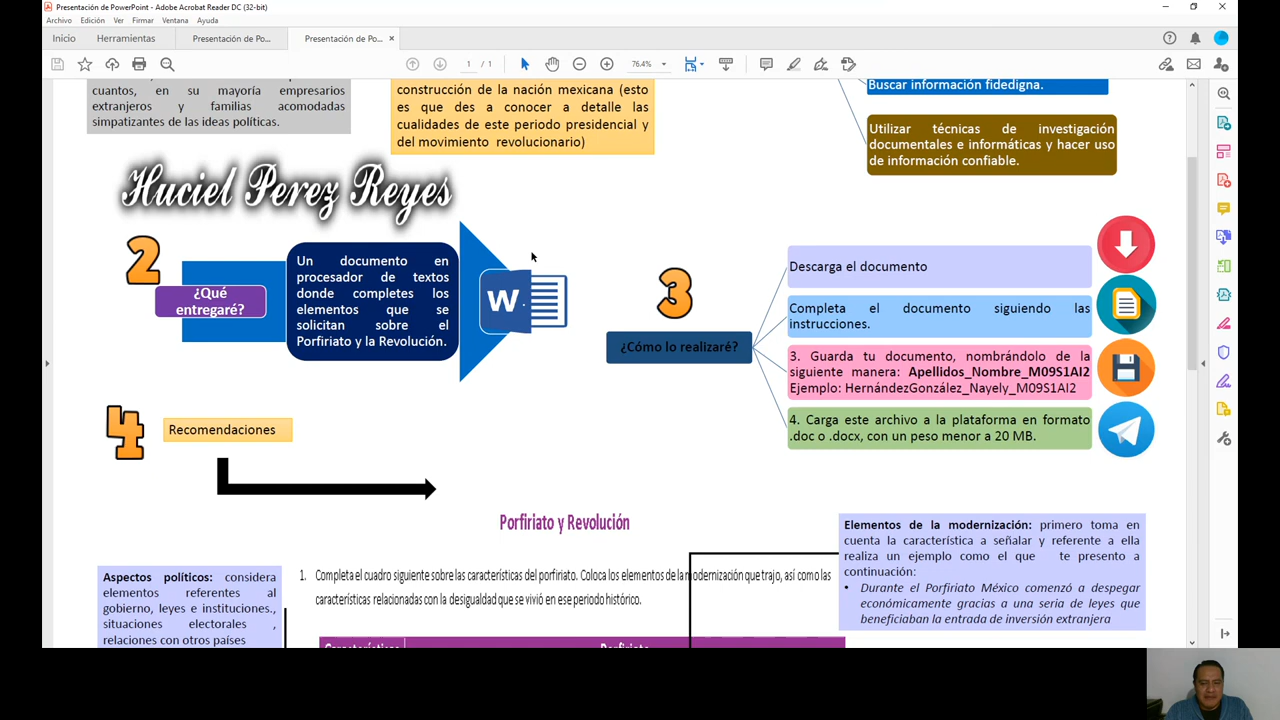 Presentación de PowerPoint - Adobe Acrobat Reader DC (32-bit)
Archivo Edición Ver Firmar Ventana Ayuda
Inicio Herramientas Presentación de Po... Presentación de Po... ×
1 / 1 76.4%
cuantos, en su mayoría empresarios
extranjeros y familias acomodadas
simpatizantes de las ideas políticas.
construcción de la nación mexicana (esto
es que des a conocer a detalle las
cualidades de este periodo presidencial y
del movimiento revolucionario)
Buscar información fidedigna.
Utilizar técnicas de investigación
documentales e informáticas y hacer uso
de información confiable.
Huciel Perez Reyes
2
¿Qué
entregaré?
Un documento en
procesador de textos
donde completes los
elementos que se
solicitan sobre el
Porfiriato y la Revolución.
W
3
¿Cómo lo realizaré?
Descarga el documento
Completa el documento siguiendo las
instrucciones.
3. Guarda tu documento, nombrándolo de la
siguiente manera: Apellidos_Nombre_M09S1AI2
Ejemplo: HernándezGonzález_Nayely_M09S1AI2
4. Carga este archivo a la plataforma en formato
.doc o .docx, con un peso menor a 20 MB.
4
Recomendaciones
Porfiriato y Revolución
1. Completa el cuadro siguiente sobre las características del porfiriato. Coloca los elementos de la modernización que trajo, así como las
características relacionadas con la desigualdad que se vivió en ese periodo histórico.
Características Porfiriato
Aspectos políticos: considera
elementos referentes al
gobierno, leyes e instituciones.,
situaciones electorales ,
relaciones con otros países
Elementos de la modernización: primero toma en
cuenta la característica a señalar y referente a ella
realiza un ejemplo como el que te presento a
continuación:
• Durante el Porfiriato México comenzó a despegar
económicamente gracias a una seria de leyes que
beneficiaban la entrada de inversión extranjera